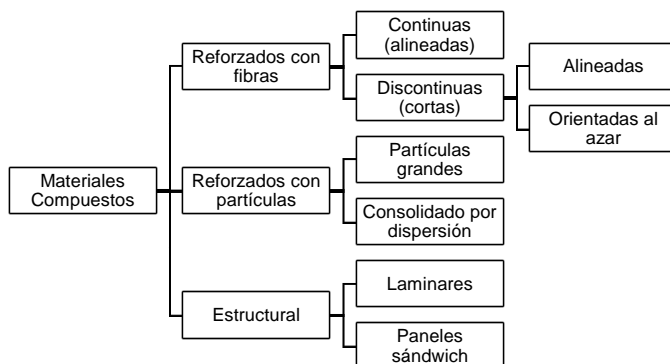 Materiales
Compuestos
Reforzados con
fibras
Continuas
(alineadas)
Discontinuas
(cortas)
Alineadas
Orientadas al
azar
Reforzados con
partículas
Partículas
grandes
Consolidado por
dispersión
Estructural
Laminares
Paneles
sándwich